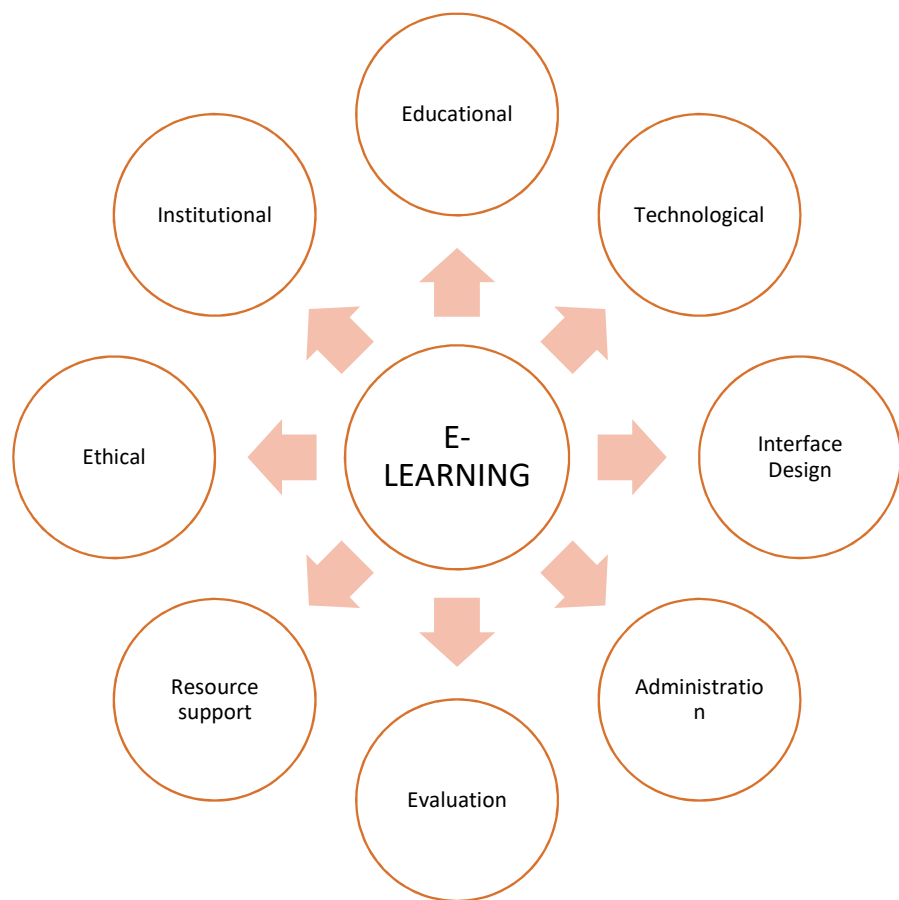 Educational
Technological
Interface
Design
Administratio
n
Evaluation
Resource
support
Ethical
Institutional
E-
LEARNING